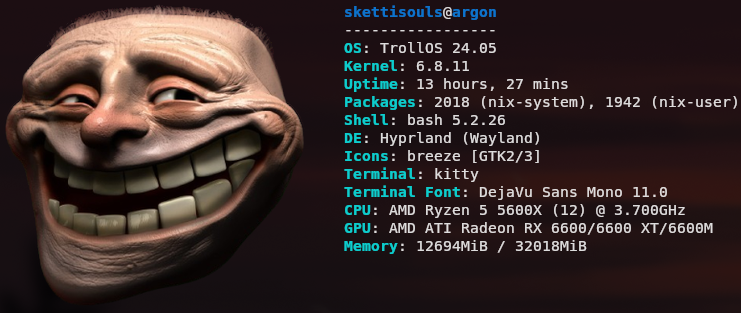 skettisouls@argon
-----------------
OS: TrollOS 24.05
Kernel: 6.8.11
Uptime: 13 hours, 27 mins
Packages: 2018 (nix-system), 1942 (nix-user)
Shell: bash 5.2.26
DE: Hyprland (Wayland)
Icons: breeze [GTK2/3]
Terminal: kitty
Terminal Font: DejaVu Sans Mono 11.0
CPU: AMD Ryzen 5 5600X (12) @ 3.700GHz
GPU: AMD ATI Radeon RX 6600/6600 XT/6600M
Memory: 12694MiB / 32018MiB